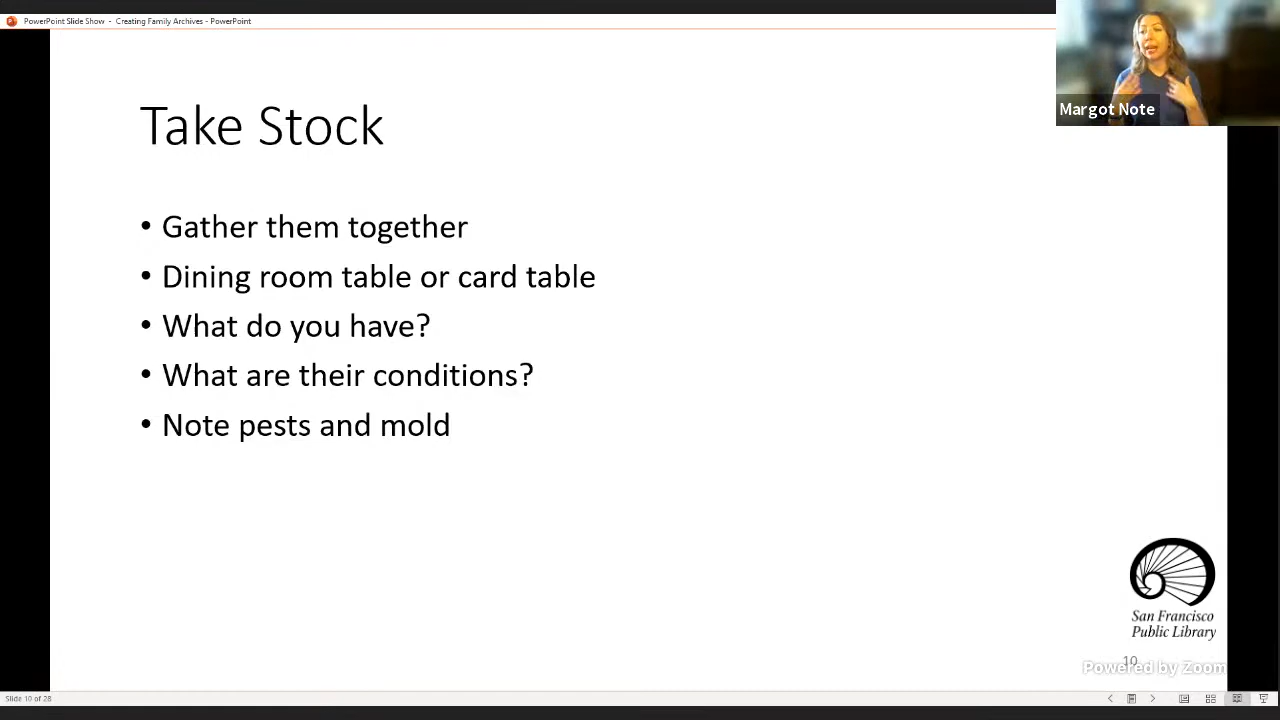 PowerPoint Slide Show - Creating Family Archives - PowerPoint
Margot Note
Take Stock
• Gather them together
• Dining room table or card table
• What do you have?
• What are their conditions?
• Note pests and mold
San Francisco
Public Library
10
Powered by Zoom
Slide 10 of 28